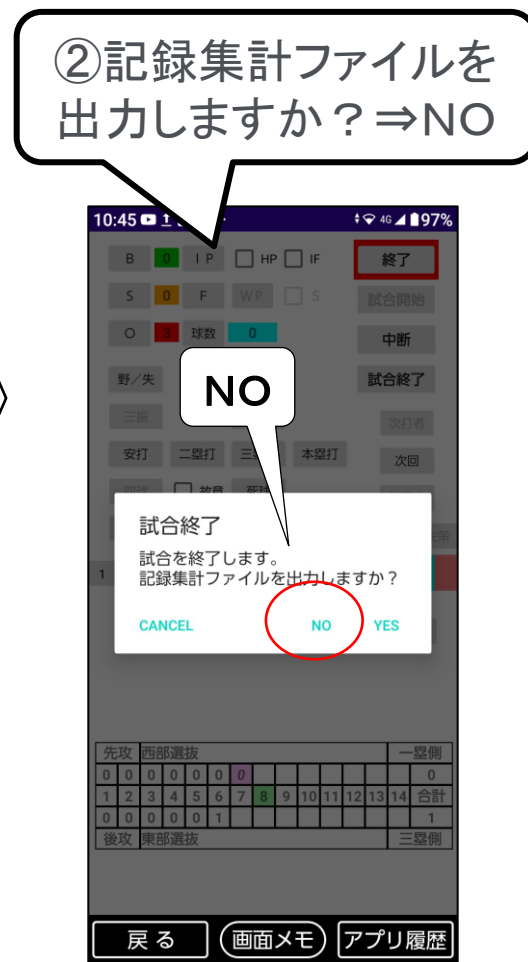 ②記録集計ファイルを
出力しますか？⇒NO
10:45 4G 97%
B 0 I P HP IF 終了
S 0 F WP S 試合開始
O 3 球数 0 中断
野／失 試合終了
NO
三振 次打者
安打 二塁打 本塁打 次回
故意
試合終了
試合を終了します。
記録集計ファイルを出力しますか？
1
CANCEL NO YES
先攻 西部選抜 一塁側
0 0 0 0 0 0 0 0
1 2 3 4 5 6 7 8 9 10 11 12 13 14 合計
0 0 0 0 0 1 1
後攻 東部選抜 三塁側
戻る 画面メモ アプリ履歴